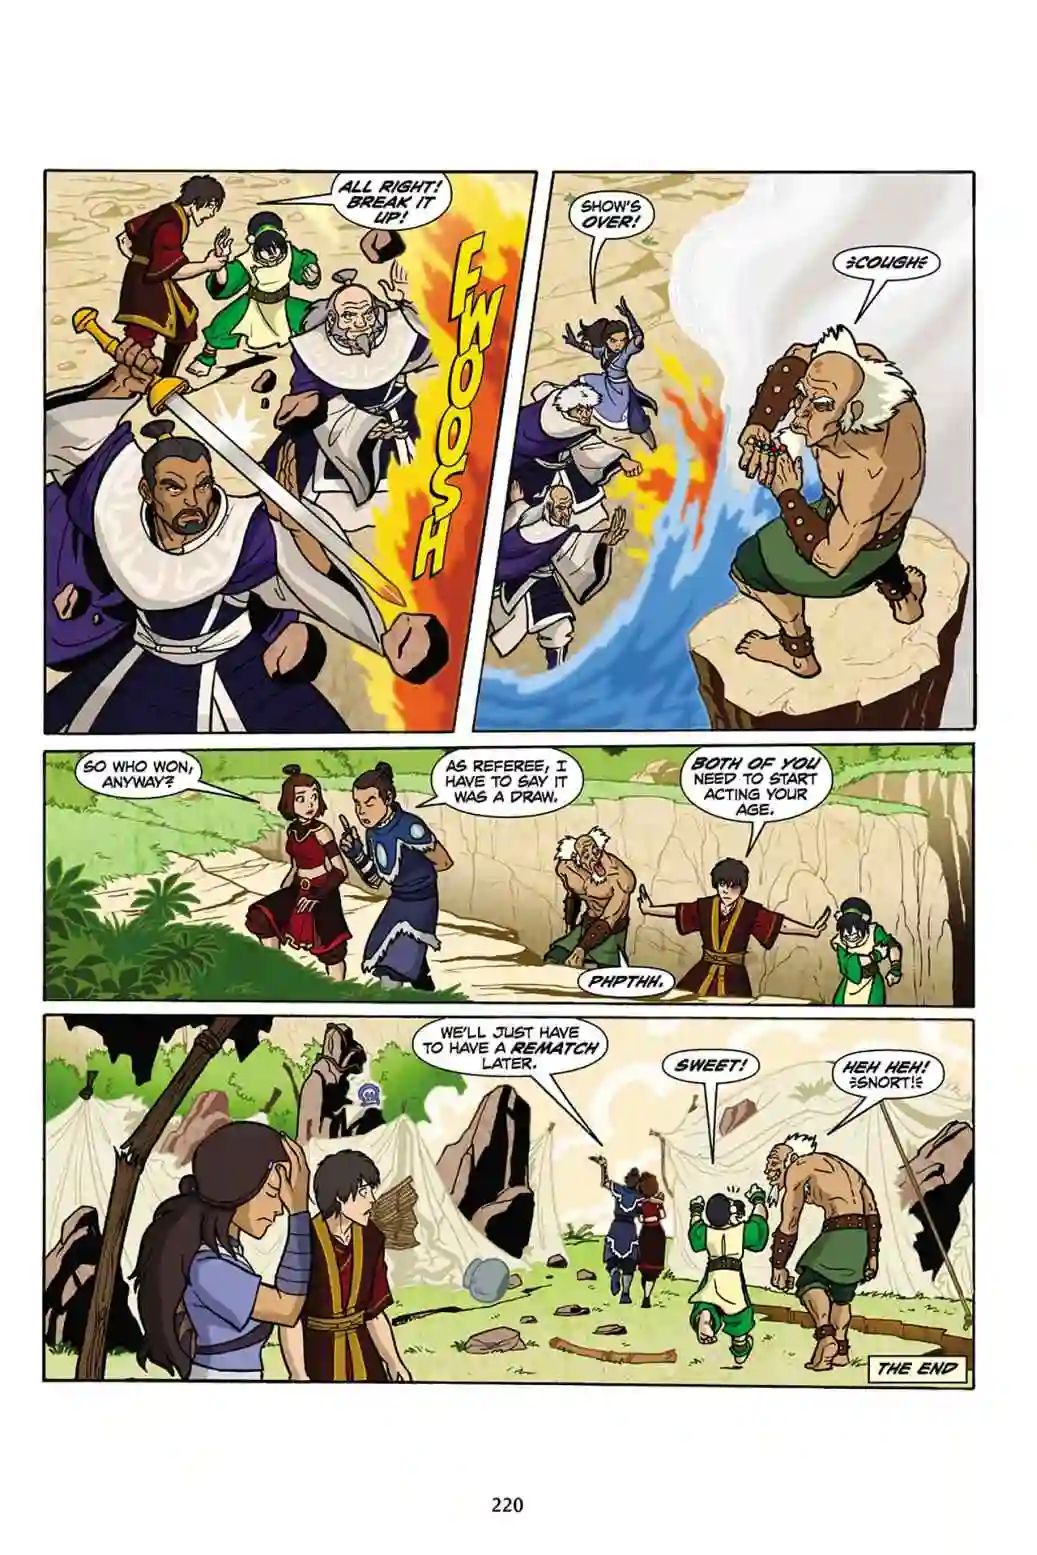 ALL RIGHT!
BREAK IT
UP!
FWOOSH
SHOW'S
OVER!
COUGH
SO WHO WON,
ANYWAY?
AS REFEREE, I
HAVE TO SAY IT
WAS A DRAW.
BOTH OF YOU
NEED TO START
ACTING YOUR
AGE.
PHPTHH.
WE'LL JUST HAVE
TO HAVE A REMATCH
LATER.
SWEET!
HEH HEH!
SNORT!
THE END
220